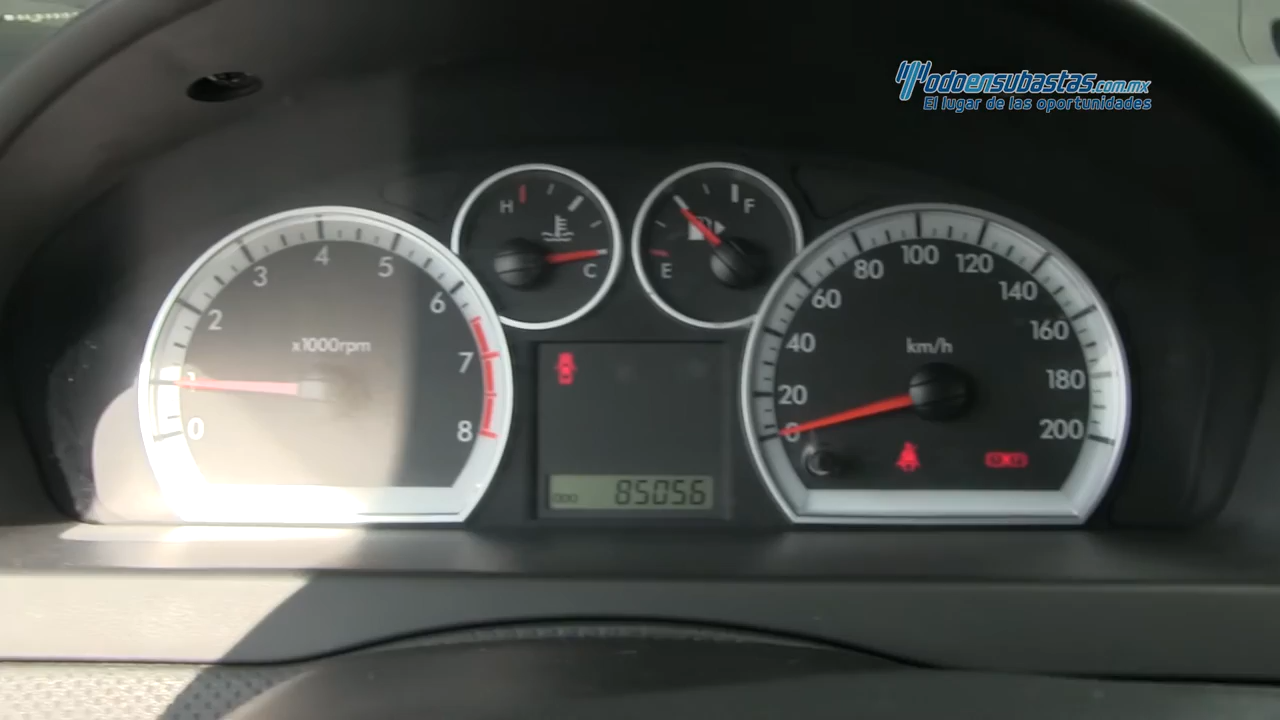 Todoensubastas.com.mx
El lugar de las oportunidades
H
C
F
E
0
1
2
3
4
5
6
7
8
x1000rpm
0
20
40
60
80
100
120
140
160
180
200
km/h
ODO 85056